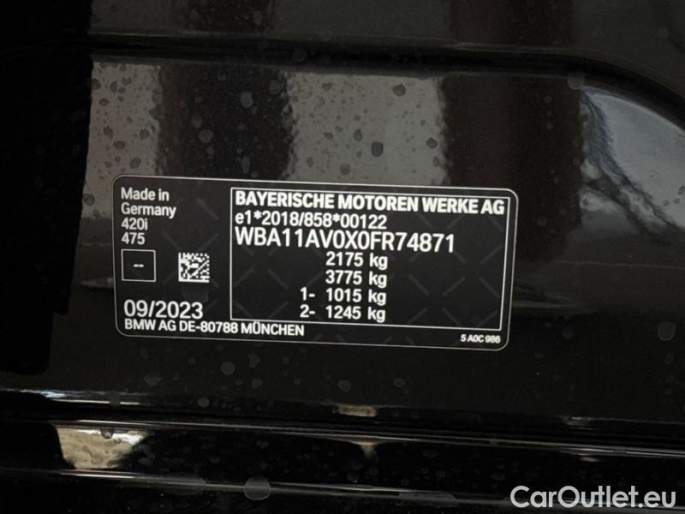 Made in
Germany
420i
475
--
09/2023
BMW AG DE-80788 MÜNCHEN
BAYERISCHE MOTOREN WERKE AG
e1*2018/858*00122
WBA11AV0X0FR74871
2175 kg
3775 kg
1- 1015 kg
2- 1245 kg
5 A0C 986
CarOutlet.eu